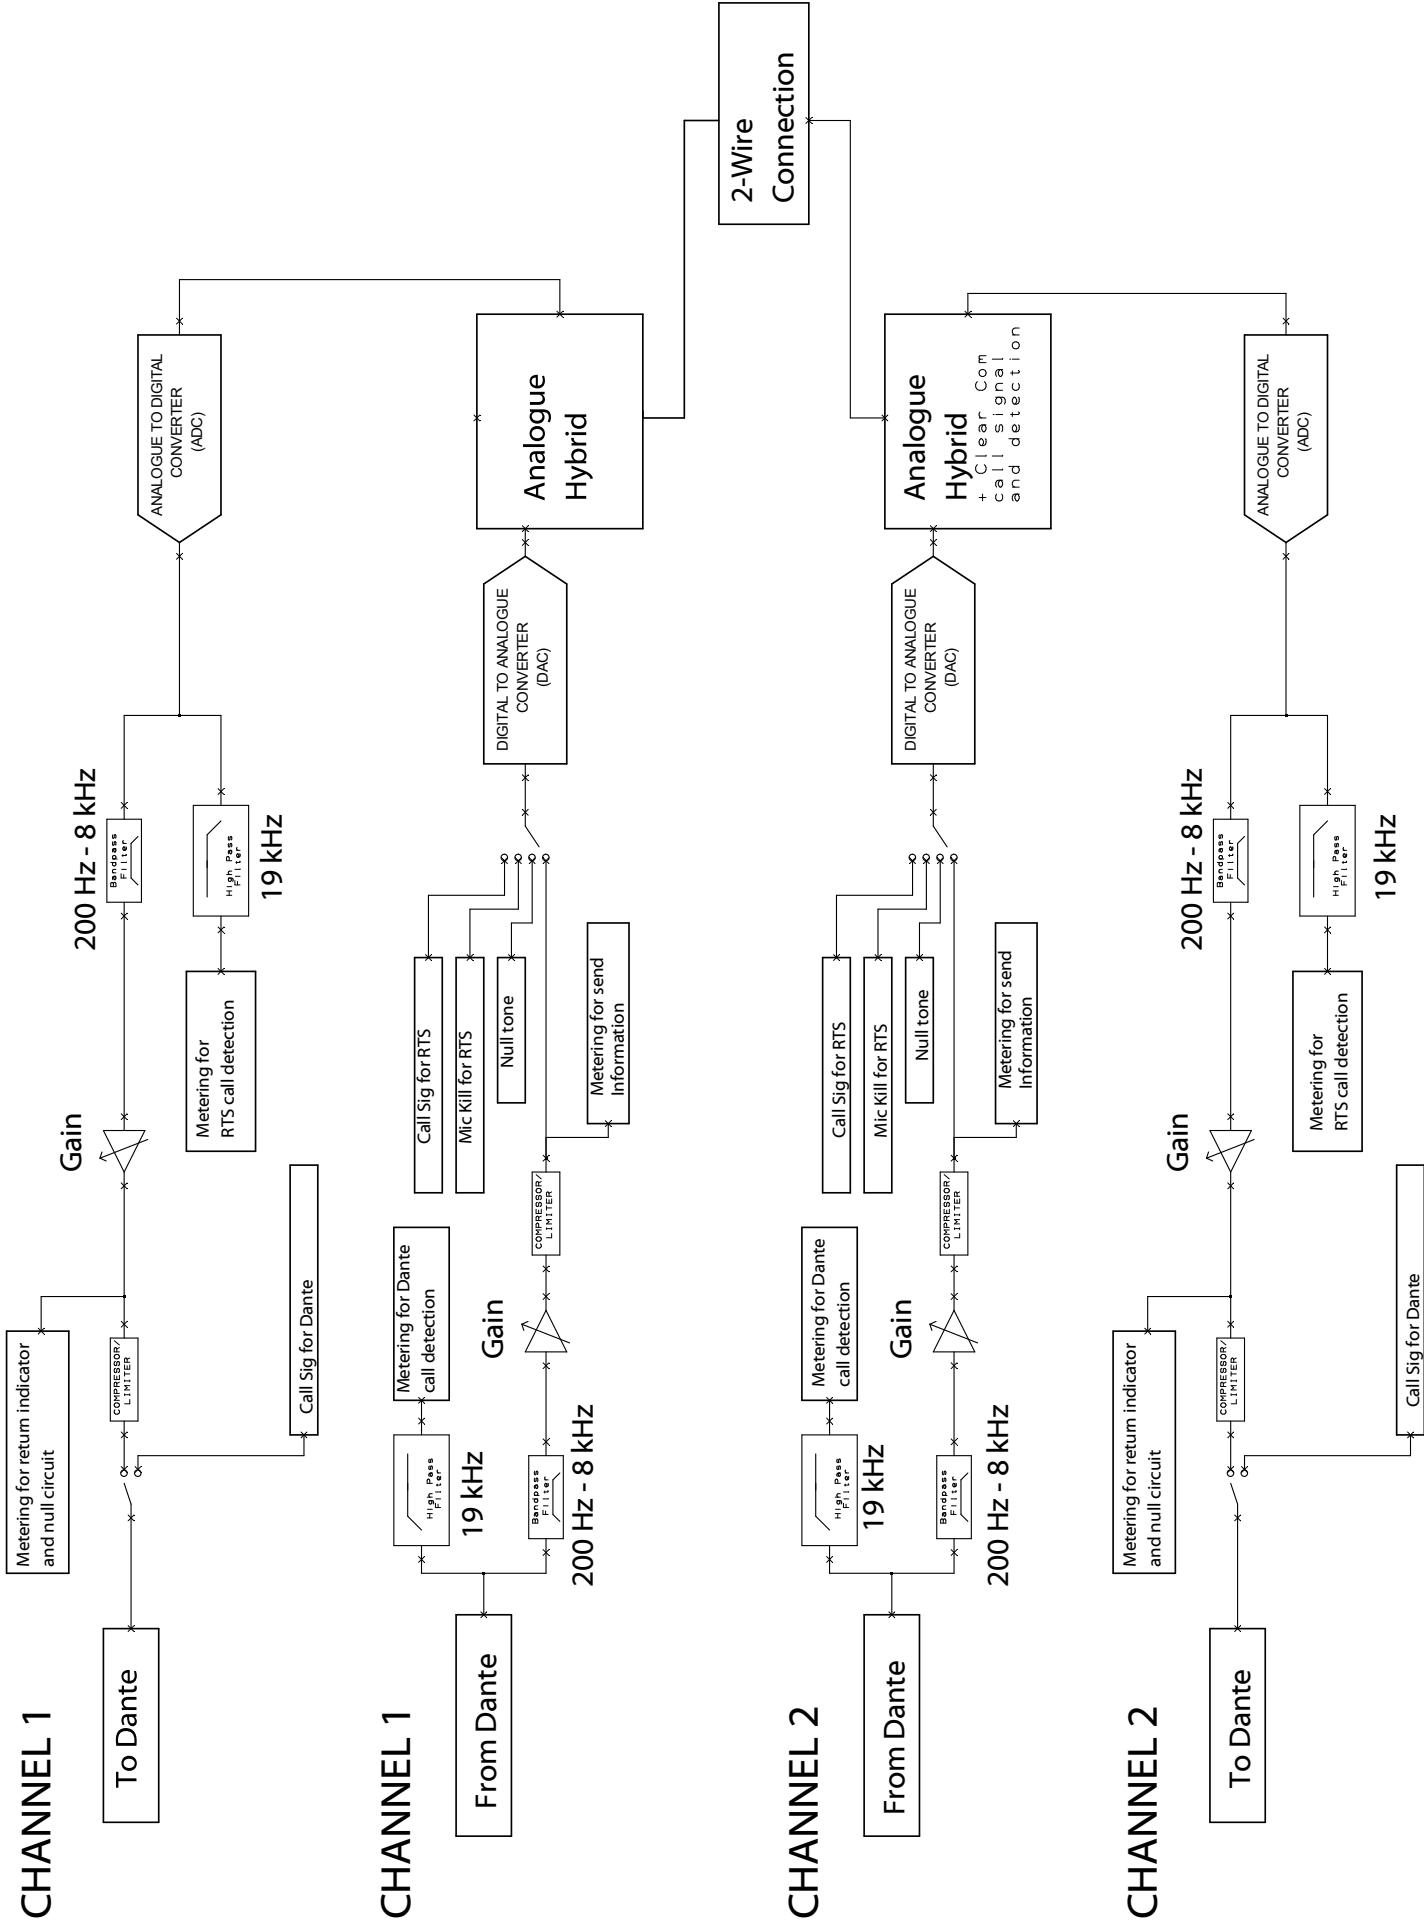 CHANNEL 1
To Dante
Metering for return indicator
and null circuit
COMPRESSOR/
LIMITER
Call Sig for Dante
Gain
Metering for
RTS call detection
200 Hz - 8 kHz
Bandpass
Filter
High Pass
Filter
19 kHz
ANALOGUE TO DIGITAL
CONVERTER
(ADC)
CHANNEL 1
From Dante
High Pass
Filter
19 kHz
Bandpass
Filter
200 Hz - 8 kHz
Metering for Dante
call detection
Gain
COMPRESSOR/
LIMITER
Call Sig for RTS
Mic Kill for RTS
Null tone
Metering for send
Information
DIGITAL TO ANALOGUE
CONVERTER
(DAC)
Analogue
Hybrid
2-Wire
Connection
CHANNEL 2
From Dante
High Pass
Filter
19 kHz
Bandpass
Filter
200 Hz - 8 kHz
Metering for Dante
call detection
Gain
COMPRESSOR/
LIMITER
Call Sig for RTS
Mic Kill for RTS
Null tone
Metering for send
Information
DIGITAL TO ANALOGUE
CONVERTER
(DAC)
Analogue
Hybrid
+ Clear Com
call signal
and detection
CHANNEL 2
To Dante
Metering for return indicator
and null circuit
COMPRESSOR/
LIMITER
Call Sig for Dante
Gain
Metering for
RTS call detection
200 Hz - 8 kHz
Bandpass
Filter
High Pass
Filter
19 kHz
ANALOGUE TO DIGITAL
CONVERTER
(ADC)